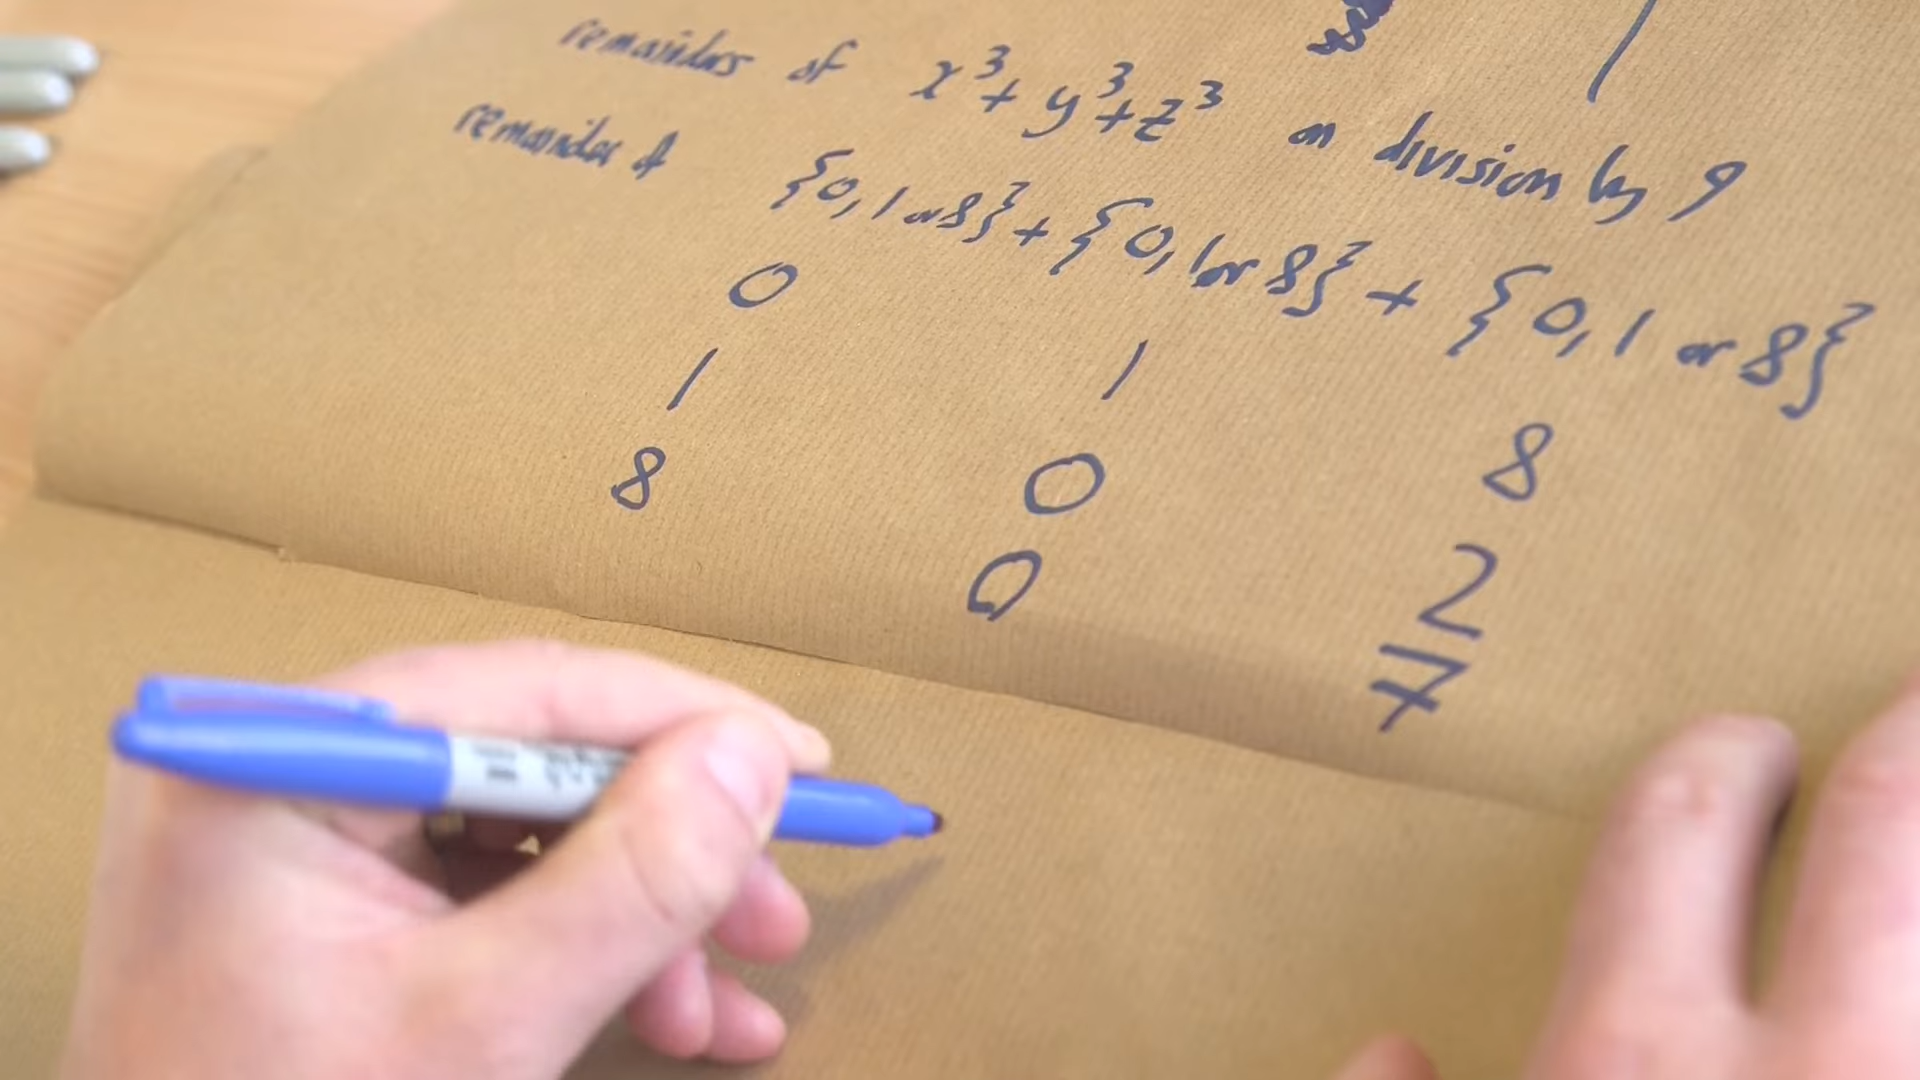 remainder of x³+y³+z³ on division by 9
remainder of {0,1 or 8}+{0,1 or 8}+{0,1 or 8}
0
1 1 8
8 0 2
0 7